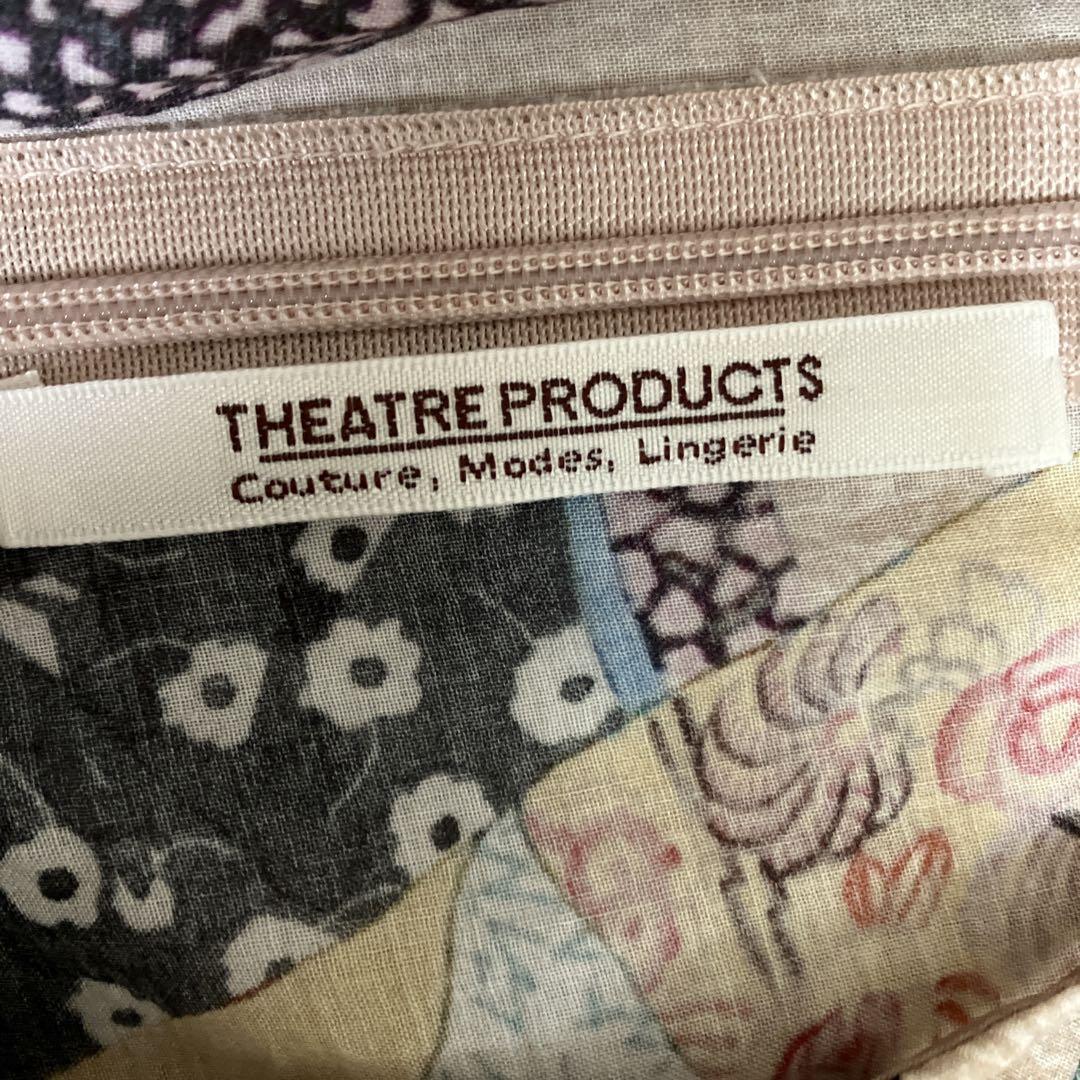 THEATRE PRODUCTS
Couture, Modes, Lingerie